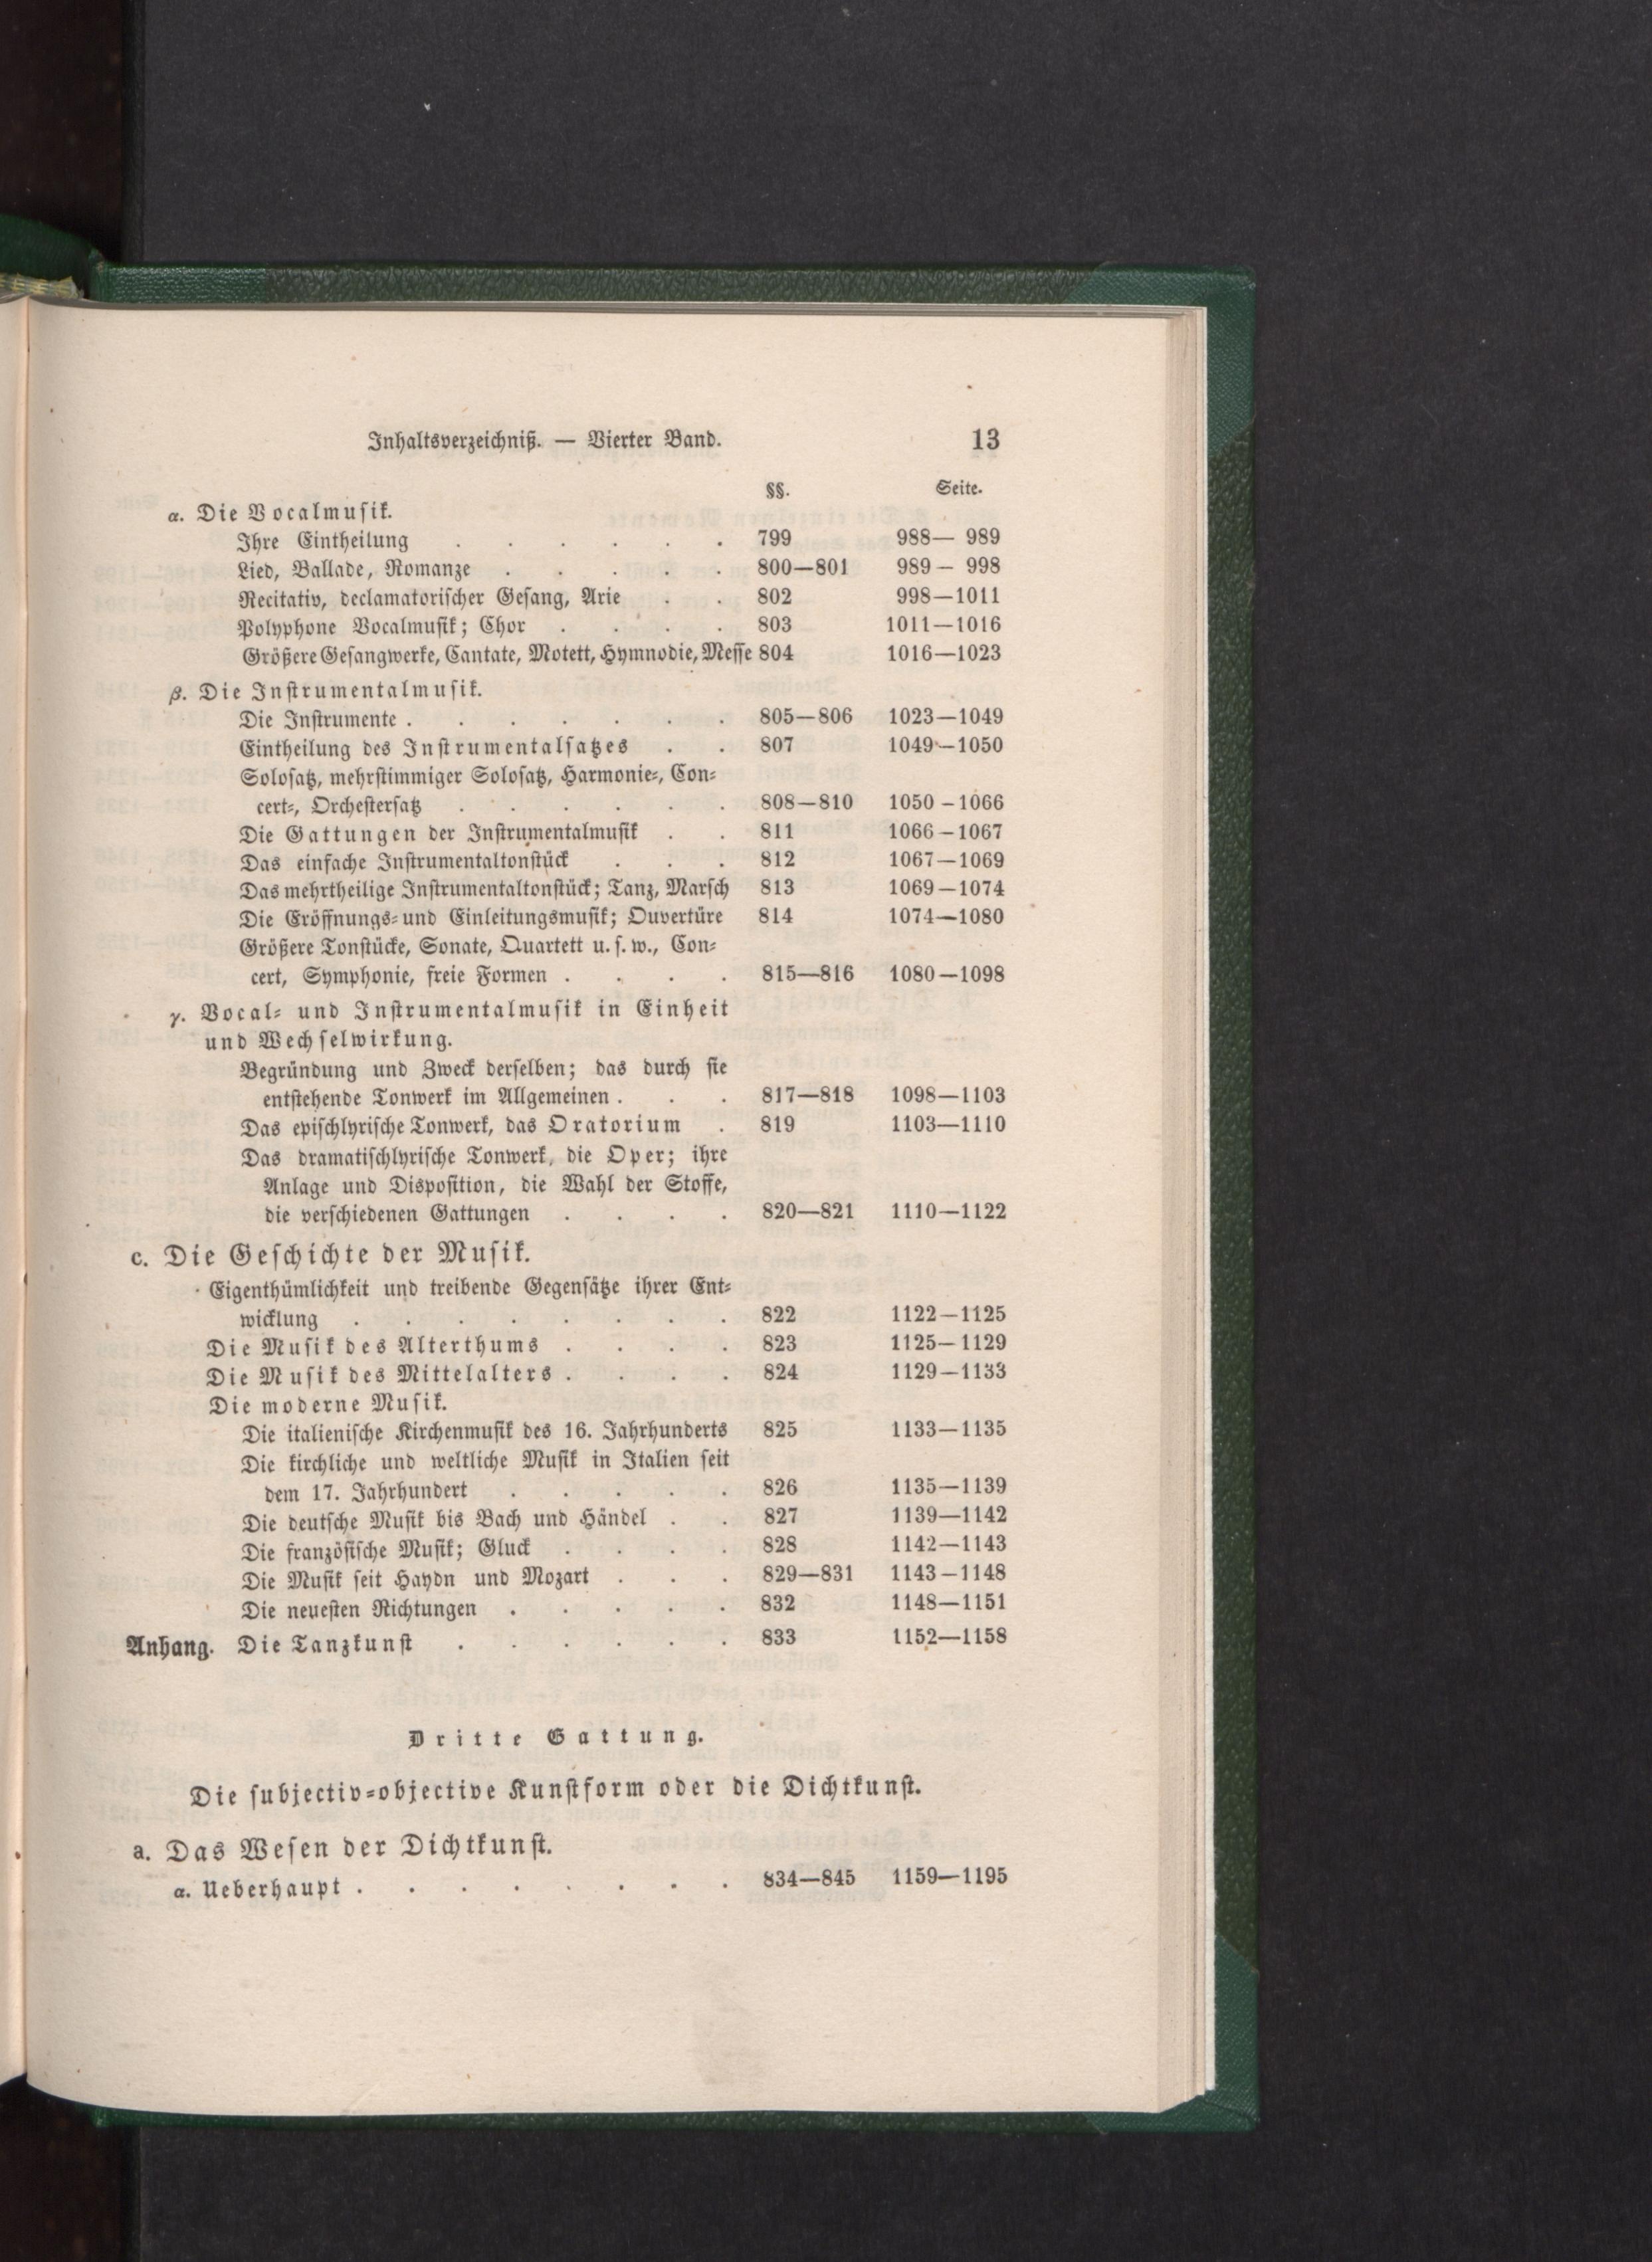 Inhaltsverzeichniß. — Vierter Band. 13
§§. Seite.
α. Die Vocalmusik.
Ihre Eintheilung . . . . . . 799 988— 989
Lied, Ballade, Romanze . . . . . 800—801 989— 998
Recitativ, declamatorischer Gesang, Arie . . 802 998—1011
Polyphone Vocalmusik; Chor . . . . 803 1011—1016
Größere Gesangwerke, Cantate, Motett, Hymnodie, Messe 804 1016—1023
β. Die Instrumentalmusik.
Die Instrumente . . . . . . . 805—806 1023—1049
Eintheilung des Instrumentalsatzes . . 807 1049—1050
Solosatz, mehrstimmiger Solosatz, Harmonie-, Con-
cert-, Orchestersatz . . . . . . 808—810 1050—1066
Die Gattungen der Instrumentalmusik . . 811 1066—1067
Das einfache Instrumentaltonstück . . . 812 1067—1069
Das mehrtheilige Instrumentaltonstück; Tanz, Marsch 813 1069—1074
Die Eröffnungs- und Einleitungsmusik; Ouvertüre 814 1074—1080
Größere Tonstücke, Sonate, Quartett u. s. w., Con-
cert, Symphonie, freie Formen . . . . 815—816 1080—1098
γ. Vocal- und Instrumentalmusik in Einheit
und Wechselwirkung.
Begründung und Zweck derselben; das durch sie
entstehende Tonwerk im Allgemeinen . . . 817—818 1098—1103
Das epischlyrische Tonwerk, das Oratorium . 819 1103—1110
Das dramatischlyrische Tonwerk, die Oper; ihre
Anlage und Disposition, die Wahl der Stoffe,
die verschiedenen Gattungen . . . . 820—821 1110—1122
c. Die Geschichte der Musik.
Eigenthümlichkeit und treibende Gegensätze ihrer Ent-
wicklung . . . . . . . . 822 1122—1125
Die Musik des Alterthums . . . . 823 1125—1129
Die Musik des Mittelalters . . . . 824 1129—1133
Die moderne Musik.
Die italienische Kirchenmusik des 16. Jahrhunderts 825 1133—1135
Die kirchliche und weltliche Musik in Italien seit
dem 17. Jahrhundert . . . . . 826 1135—1139
Die deutsche Musik bis Bach und Händel . . 827 1139—1142
Die französische Musik; Gluck . . . . 828 1142—1143
Die Musik seit Haydn und Mozart . . . 829—831 1143—1148
Die neuesten Richtungen . . . . . 832 1148—1151
Anhang. Die Tanzkunst . . . . . . 833 1152—1158
Dritte Gattung.
Die subjectiv-objective Kunstform oder die Dichtkunst.
a. Das Wesen der Dichtkunst.
α. Ueberhaupt . . . . . . . . 834—845 1159—1195